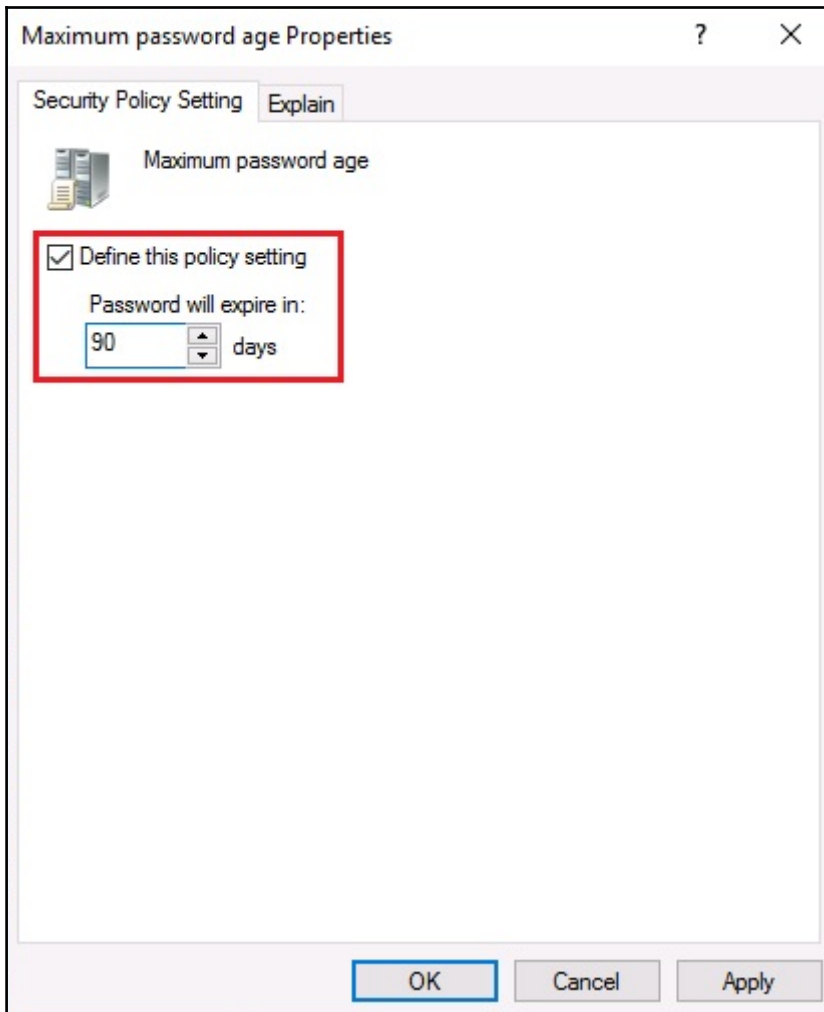 Maximum password age Properties ? ×
Security Policy Setting Explain
Maximum password age
Define this policy setting
Password will expire in:
90 days
OK Cancel Apply